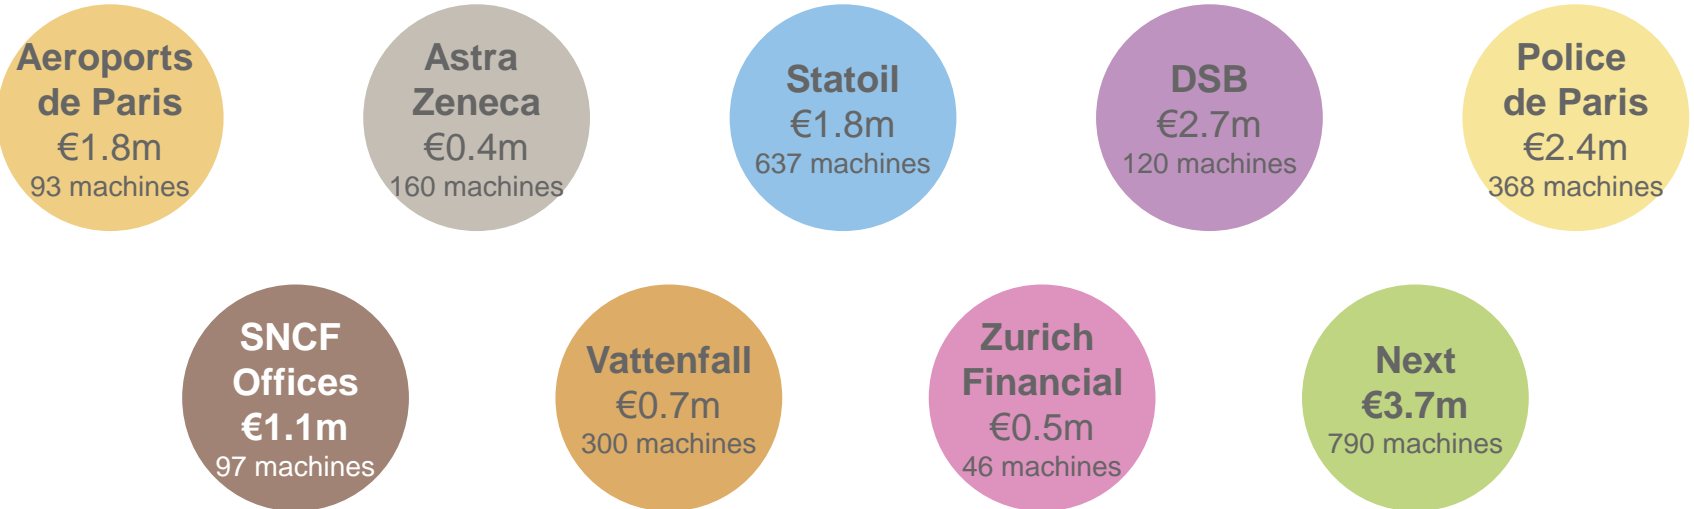 Aeroports
de Paris
€1.8m
93 machines
Astra
Zeneca
€0.4m
160 machines
Statoil
€1.8m
637 machines
DSB
€2.7m
120 machines
Police
de Paris
€2.4m
368 machines
SNCF
Offices
€1.1m
97 machines
Vattenfall
€0.7m
300 machines
Zurich
Financial
€0.5m
46 machines
Next
€3.7m
790 machines